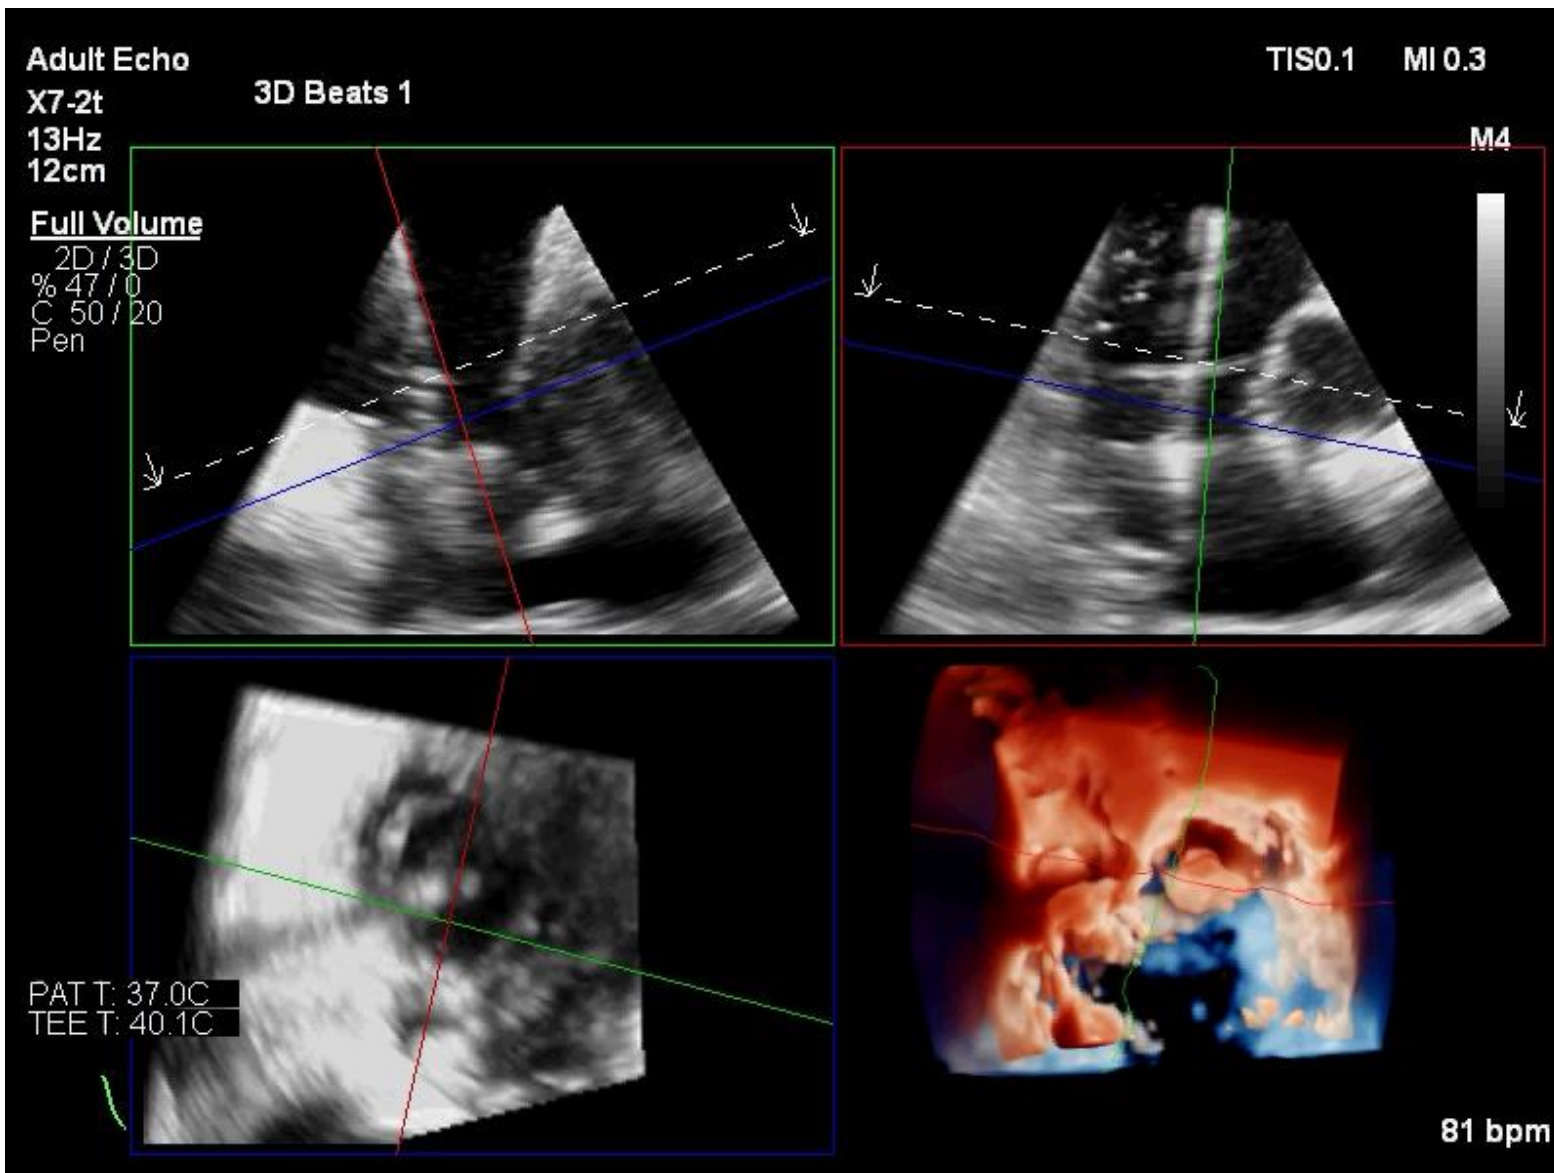 Adult Echo
TIS0.1 MI 0.3
X7-2t
3D Beats 1
13Hz
12cm
M4
Full Volume
2D / 3D
% 47 / 0
C 50 / 20
Pen
PAT T: 37.0C
TEE T: 40.1C
81 bpm